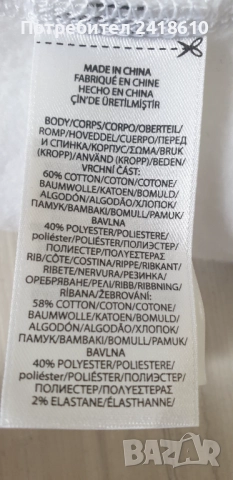 Потребител 2418610
MADE IN CHINA
FABRIQUÉ EN CHINE
HECHO EN CHINA
ÇİN'DE ÜRETİLMİŞTİR
BODY/CORPS/CORPO/OBERTEIL/
ROMP/HOVEDDEL/CUERPO/ПЕРЕД
И СПИНКА/КОРПУС/ΣΩΜΑ/BRUK
(KROPP)/ANVÄND (KROPP)/BEDEN/
VRCHNÍ ČÁST:
60% COTTON/COTON/COTONE/
BAUMWOLLE/KATOEN/BOMULD/
ALGODÓN/ALGODÃO/ХЛОПОК/
ПАМУК/ΒΑΜΒΑΚΙ/BOMULL/PAMUK/
BAVLNA
40% POLYESTER/POLIESTERE/
poliéster/POLIÉSTER/ПОЛИЭСТЕР/
ПОЛИЕСТЕР/ΠΟΛΥΕΣΤΕΡΑΣ
RIB/CÔTE/COSTINA/RIPPE/RIBKANT/
RIBETE/NERVURA/РЕЗИНКА/
ОРЕБРЯВАНЕ/ΡΕΛΙ/RIBB/RIBBNING/
RİBANA/ŽEBROVÁNÍ:
58% COTTON/COTON/COTONE/
BAUMWOLLE/KATOEN/BOMULD/
ALGODÓN/ALGODÃO/ХЛОПОК/
ПАМУК/ΒΑΜΒΑΚΙ/BOMULL/PAMUK/
BAVLNA
40% POLYESTER/POLIESTERE/
poliéster/POLIÉSTER/ПОЛИЭСТЕР/
ПОЛИЕСТЕР/ΠΟΛΥΕΣΤΕΡΑΣ
2% ELASTANE/ÉLASTHANNE/
BAZAR
bg